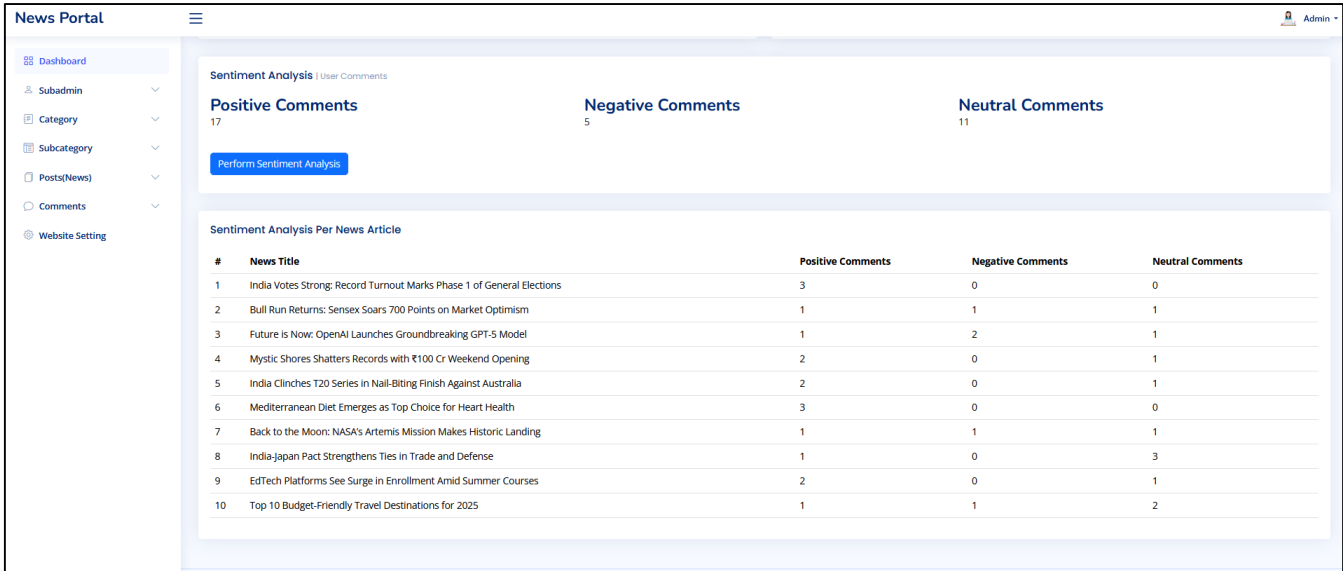 News Portal
Admin
Dashboard
Subadmin
Category
Subcategory
Posts(News)
Comments
Website Setting
Sentiment Analysis | User Comments
Positive Comments Negative Comments Neutral Comments
17 5 11
Perform Sentiment Analysis
Sentiment Analysis Per News Article
# News Title Positive Comments Negative Comments Neutral Comments
1 India Votes Strong: Record Turnout Marks Phase 1 of General Elections 3 0 0
2 Bull Run Returns: Sensex Soars 700 Points on Market Optimism 1 1 1
3 Future is Now: OpenAI Launches Groundbreaking GPT-5 Model 1 2 1
4 Mystic Shores Shatters Records with ₹100 Cr Weekend Opening 2 0 1
5 India Clinches T20 Series in Nail-Biting Finish Against Australia 2 0 1
6 Mediterranean Diet Emerges as Top Choice for Heart Health 3 0 0
7 Back to the Moon: NASA's Artemis Mission Makes Historic Landing 1 1 1
8 India-Japan Pact Strengthens Ties in Trade and Defense 1 0 3
9 EdTech Platforms See Surge in Enrollment Amid Summer Courses 2 0 1
10 Top 10 Budget-Friendly Travel Destinations for 2025 1 1 2